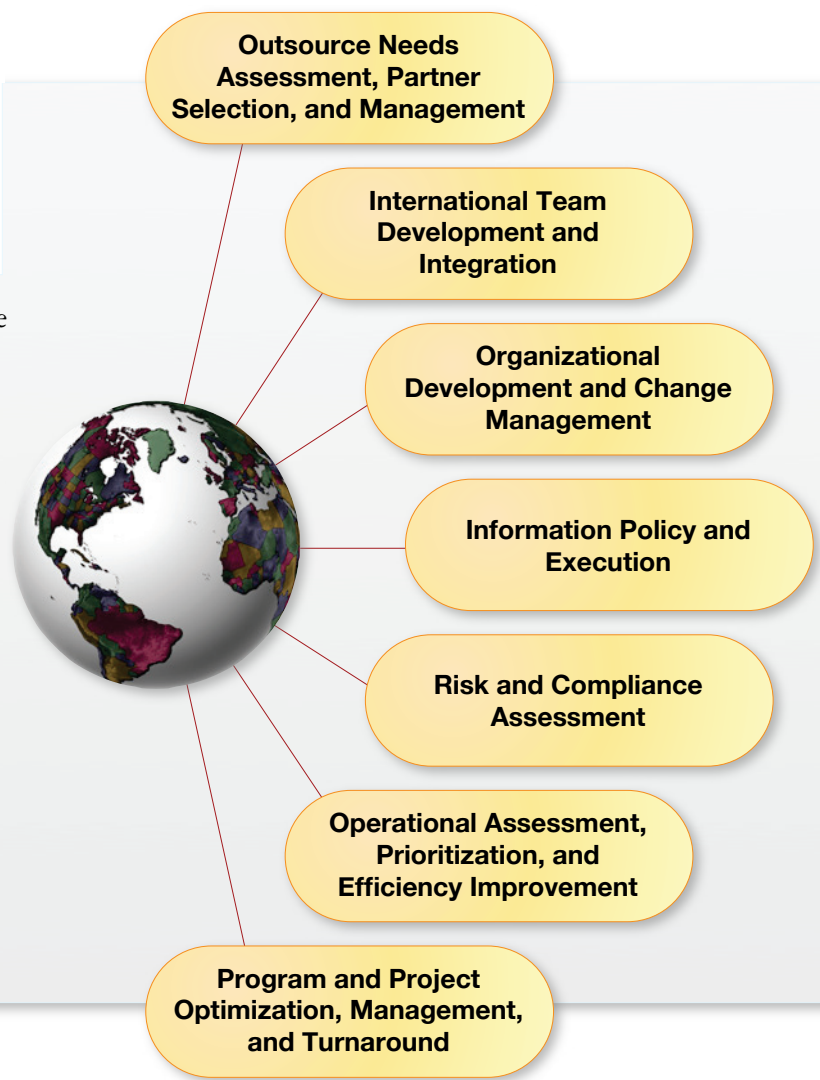 Outsource Needs
Assessment, Partner
Selection, and Management
International Team
Development and
Integration
e
Organizational
Development and Change
Management
Information Policy and
Execution
Risk and Compliance
Assessment
Operational Assessment,
Prioritization, and
Efficiency Improvement
Program and Project
Optimization, Management,
and Turnaround